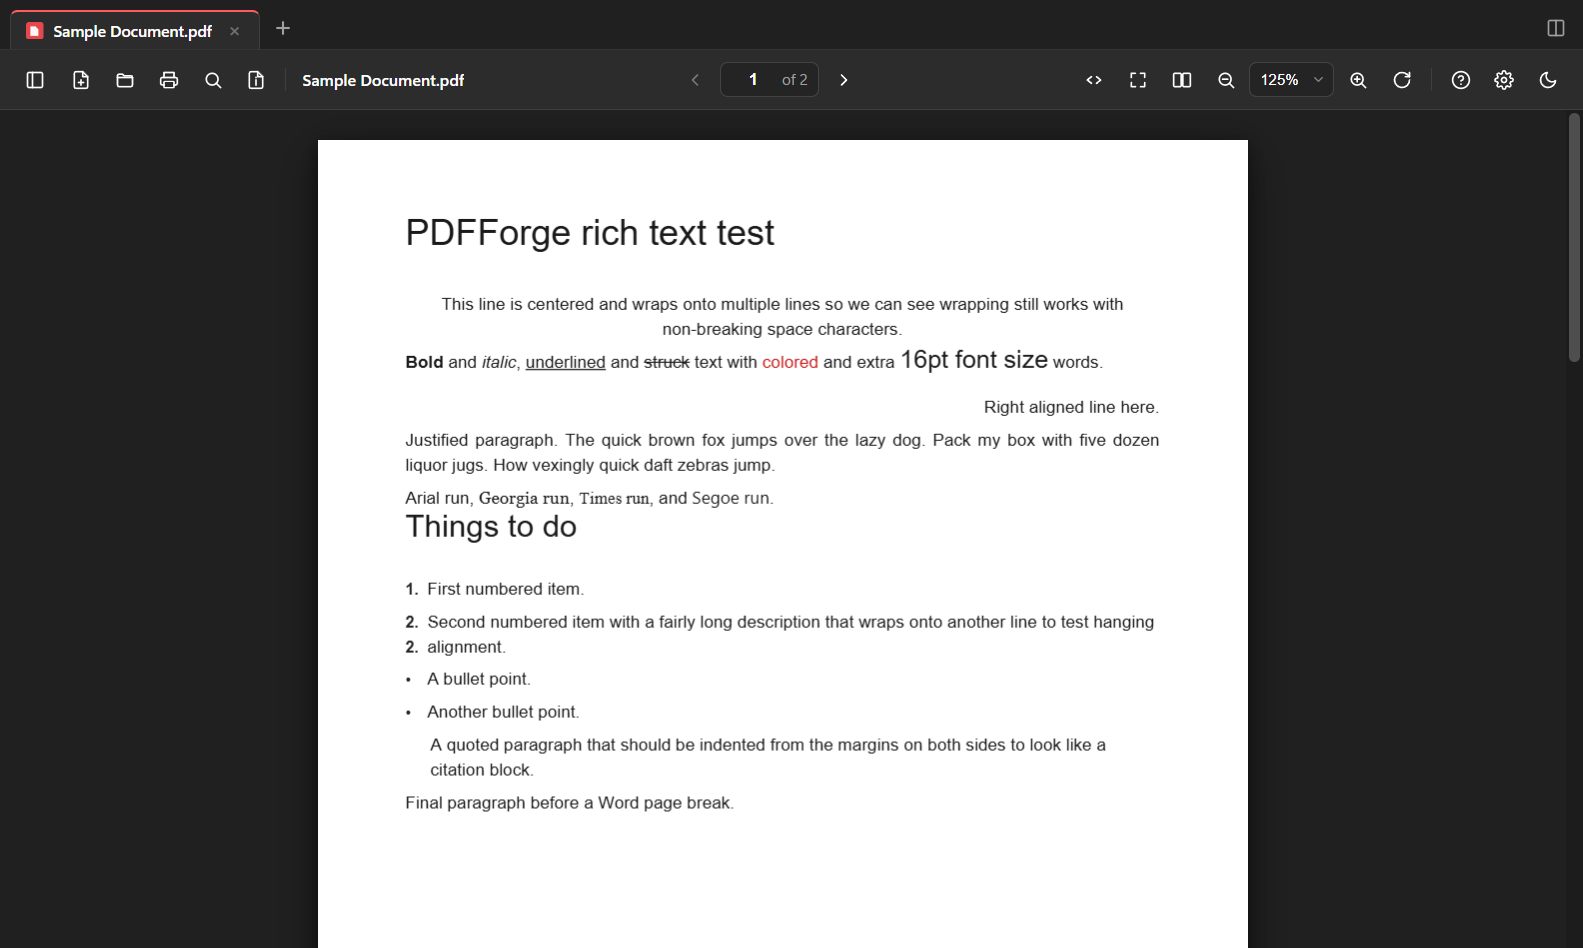 Sample Document.pdf
Sample Document.pdf
1 of 2
125%
PDFForge rich text test
This line is centered and wraps onto multiple lines so we can see wrapping still works with
non-breaking space characters.
Bold and italic, underlined and struck text with colored and extra 16pt font size words.
Right aligned line here.
Justified paragraph. The quick brown fox jumps over the lazy dog. Pack my box with five dozen
liquor jugs. How vexingly quick daft zebras jump.
Arial run, Georgia run, Times run, and Segoe run.
Things to do
1. First numbered item.
2. Second numbered item with a fairly long description that wraps onto another line to test hanging
2. alignment.
• A bullet point.
• Another bullet point.
A quoted paragraph that should be indented from the margins on both sides to look like a
citation block.
Final paragraph before a Word page break.